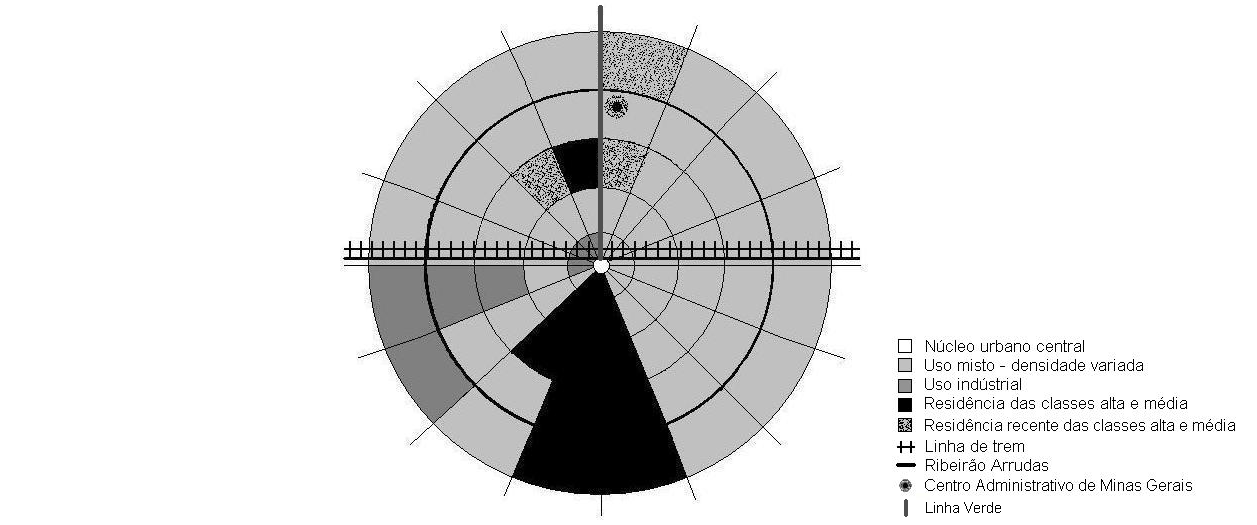 Núcleo urbano central
Uso misto - densidade variada
Uso indústrial
Residência das classes alta e média
Residência recente das classes alta e média
Linha de trem
Ribeirão Arrudas
Centro Administrativo de Minas Gerais
Linha Verde